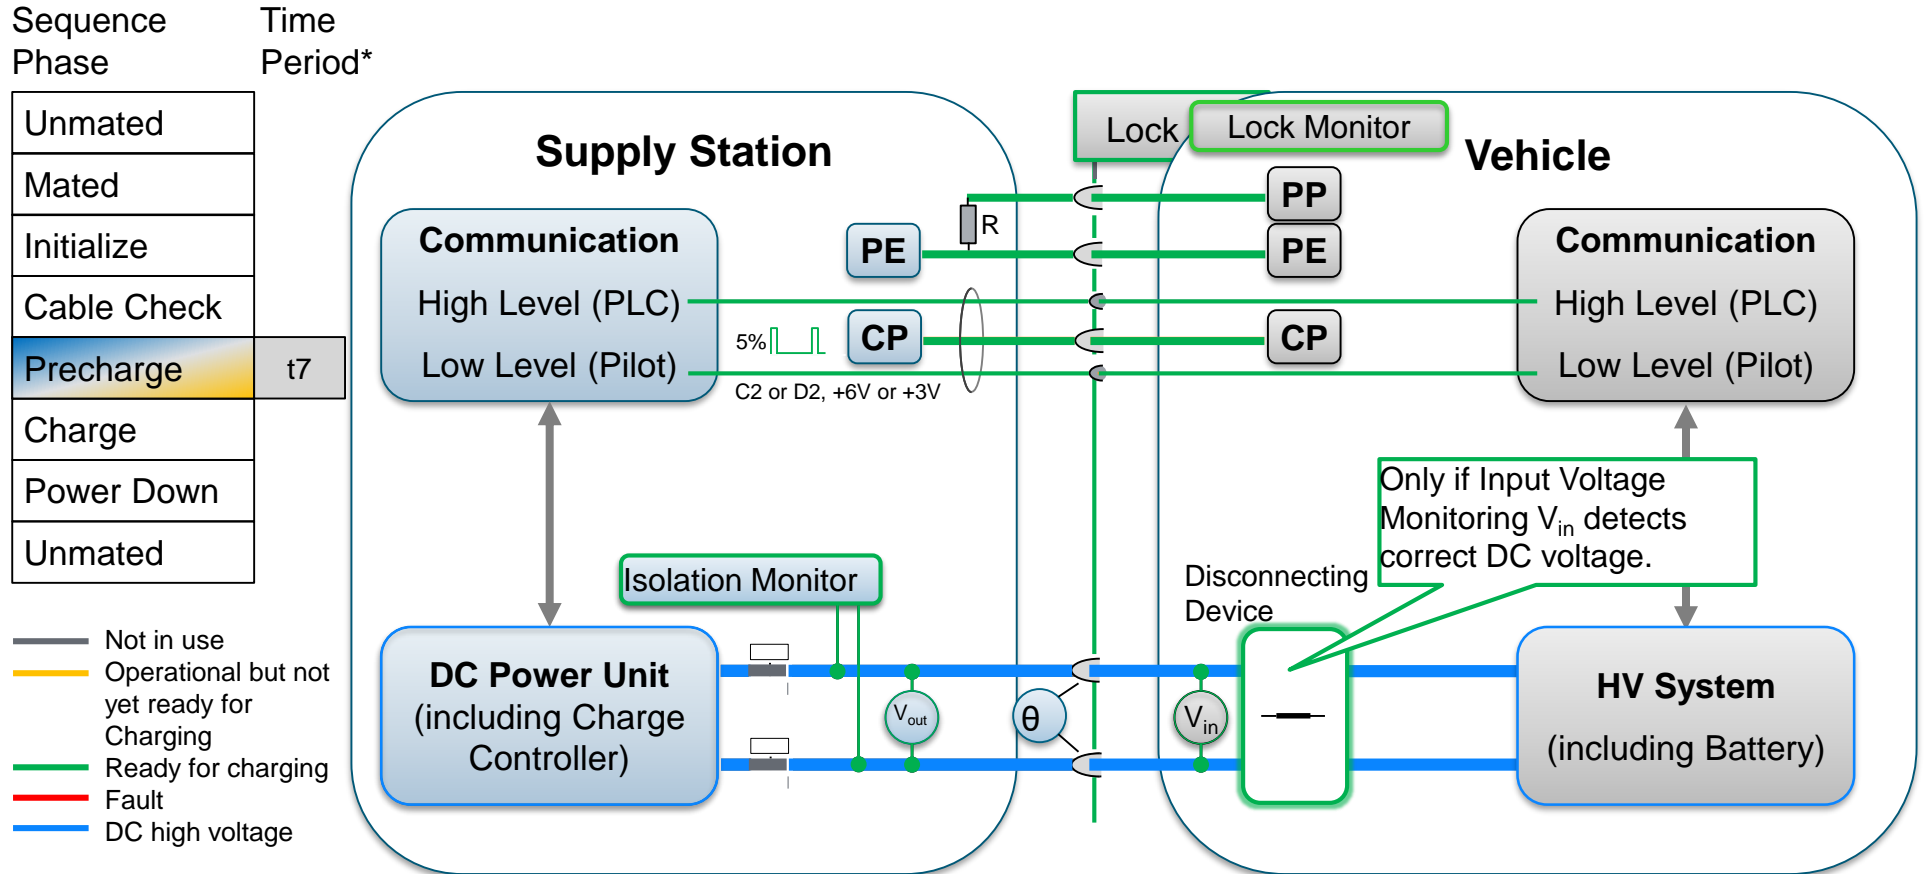 Sequence
Phase
Time
Period*
Unmated
Mated
Initialize
Cable Check
Precharge
t7
Charge
Power Down
Unmated
Not in use
Operational but not
yet ready for
Charging
Ready for charging
Fault
DC high voltage
Supply Station
Communication
High Level (PLC)
Low Level (Pilot)
PE
R
5%
CP
C2 or D2, +6V or +3V
Isolation Monitor
DC Power Unit
(including Charge
Controller)
Vout
θ
Lock
Lock Monitor
Vehicle
PP
PE
CP
Communication
High Level (PLC)
Low Level (Pilot)
Only if Input Voltage
Monitoring Vin detects
correct DC voltage.
Disconnecting
Device
Vin
HV System
(including Battery)